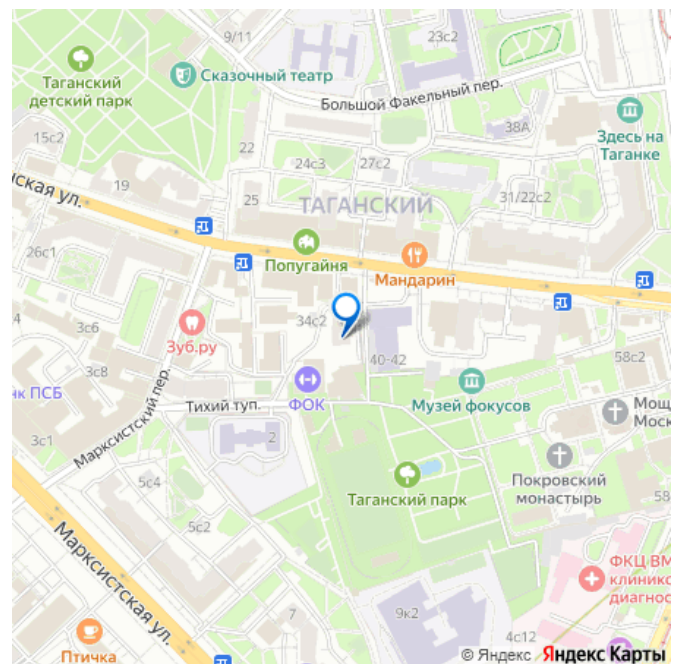 9/11
23с2
Таганский
детский парк
Сказочный театр
Большой Факельный пер.
38А
Здесь на
Таганке
15с2
22
24с3
27с2
31/22с2
нская ул.
19
25
ТАГАНСКИЙ
26с1
Попугайня
Мандарин
3с6
Зуб.ру
34с2
40-42
58с2
3с8
нк ПСБ
Марксистский пер.
Тихий туп.
ФОК
Музей фокусов
Мощ
Моск
3с1
2
Покровский
монастырь
5с4
Таганский парк
58
5с2
Марксистская ул.
ФКЦ ВМ
клинико
диагнос
7
9к2
Птичка
4с12
© Яндекс Яндекс Карты